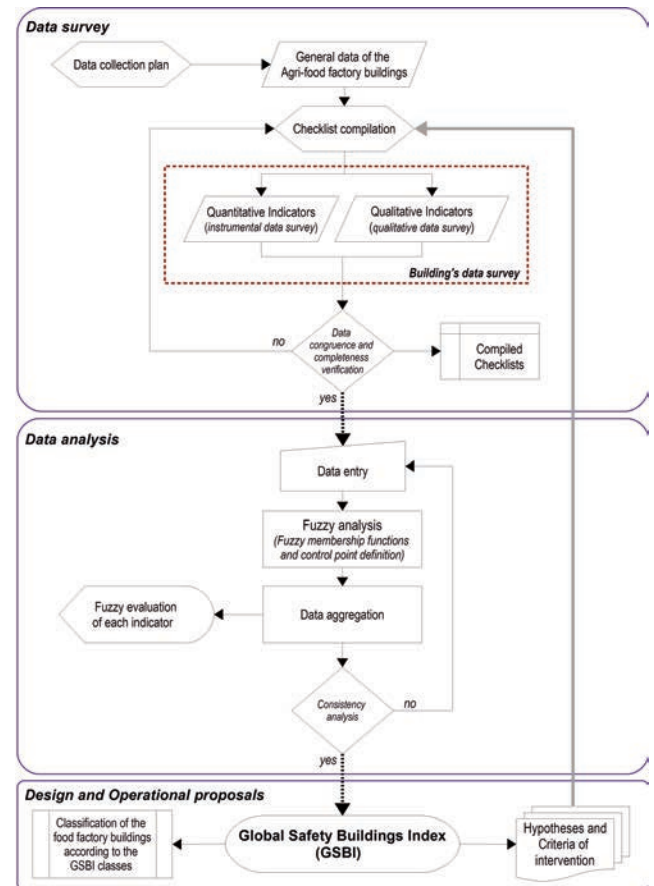 Data survey
Data collection plan
General data of the
Agri-food factory buildings
Checklist compilation
Quantitative Indicators
(instrumental data survey)
Qualitative Indicators
(qualitative data survey)
Building's data survey
no
Data
congruence and
completeness
verification
Compiled
Checklists
yes
Data analysis
Data entry
Fuzzy analysis
(Fuzzy membership functions
and control point definition)
Fuzzy evaluation
of each indicator
Data aggregation
Consistency
analysis
no
yes
Design and Operational proposals
Classification of the
food factory buildings
according to the
GSBI classes
Global Safety Buildings Index
(GSBI)
Hypotheses and
Criteria of
intervention